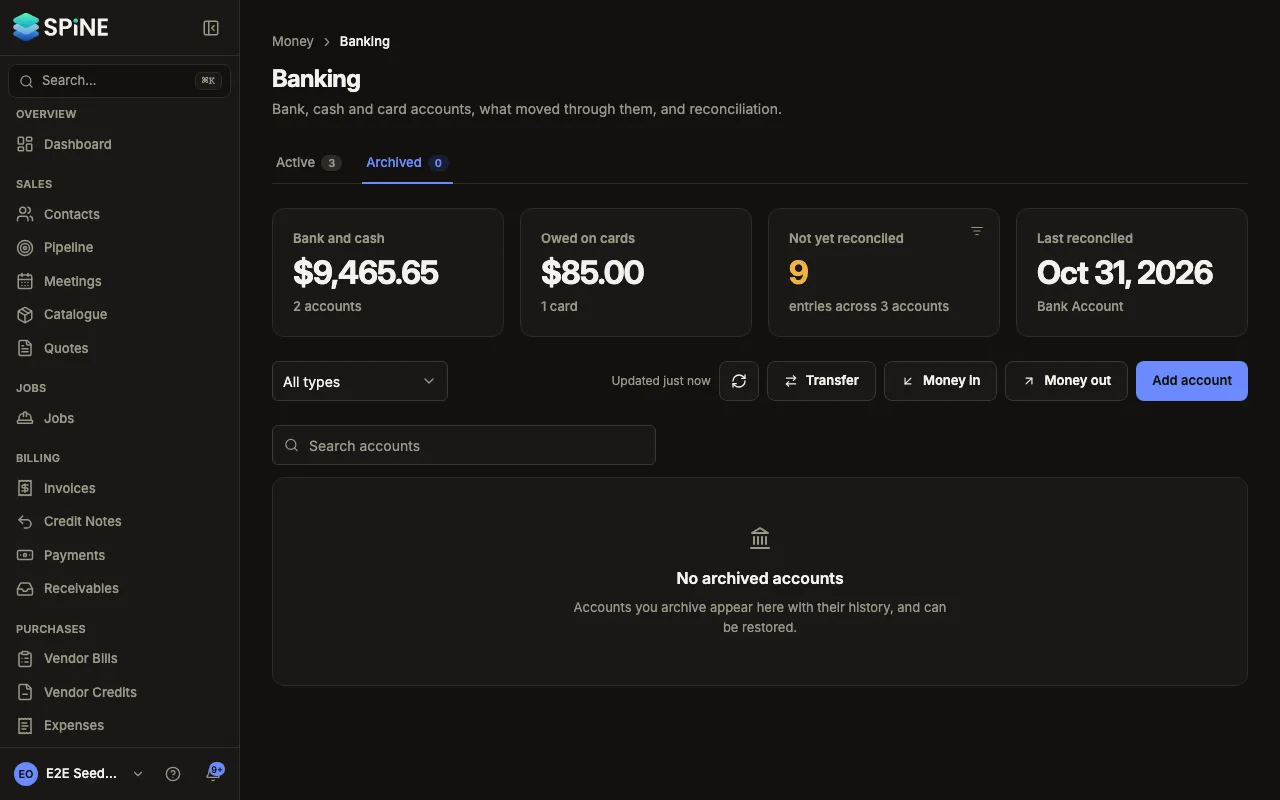 SPiNE
Search... ⌘K
OVERVIEW
Dashboard
SALES
Contacts
Pipeline
Meetings
Catalogue
Quotes
JOBS
Jobs
BILLING
Invoices
Credit Notes
Payments
Receivables
PURCHASES
Vendor Bills
Vendor Credits
Expenses
EO E2E Seed... 9+
Money > Banking
Banking
Bank, cash and card accounts, what moved through them, and reconciliation.
Active 3 Archived 0
Bank and cash
$9,465.65
2 accounts
Owed on cards
$85.00
1 card
Not yet reconciled
9
entries across 3 accounts
Last reconciled
Oct 31, 2026
Bank Account
All types
Updated just now
Transfer
Money in
Money out
Add account
Search accounts
No archived accounts
Accounts you archive appear here with their history, and can
be restored.